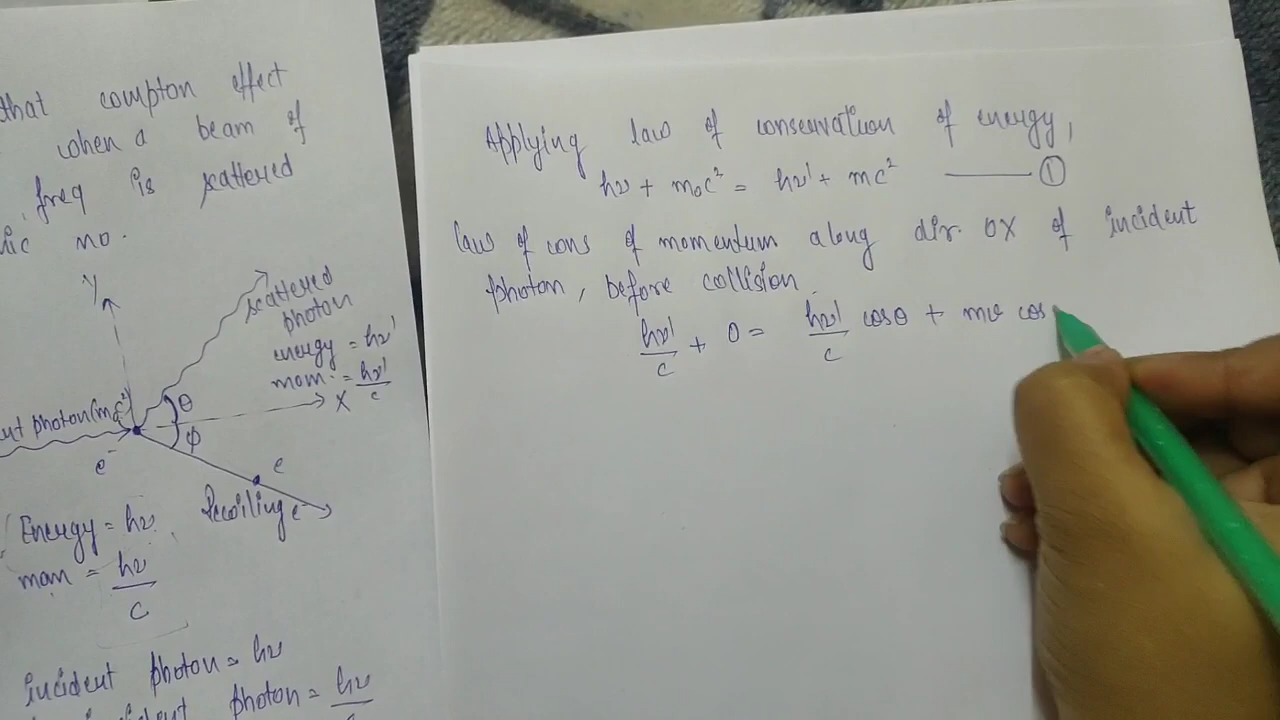 that compton effect
when a beam of
freq is scattered
mo.
Y
scattered
photon
energy = hν'
mom. = hν'/c
X
photon(m₀c²)
θ
φ
e⁻
e
Recoiling e⁻
Energy = hν
mom = hν/c
incident photon = hν
photon = hν/c
Applying law of conservation of energy,
hν + m₀c² = hν' + mc² —— ①
law of cons of momentum along dir. OX of incident
photon, before collision
hν'/c + 0 = hν'/c cosθ + mv cos